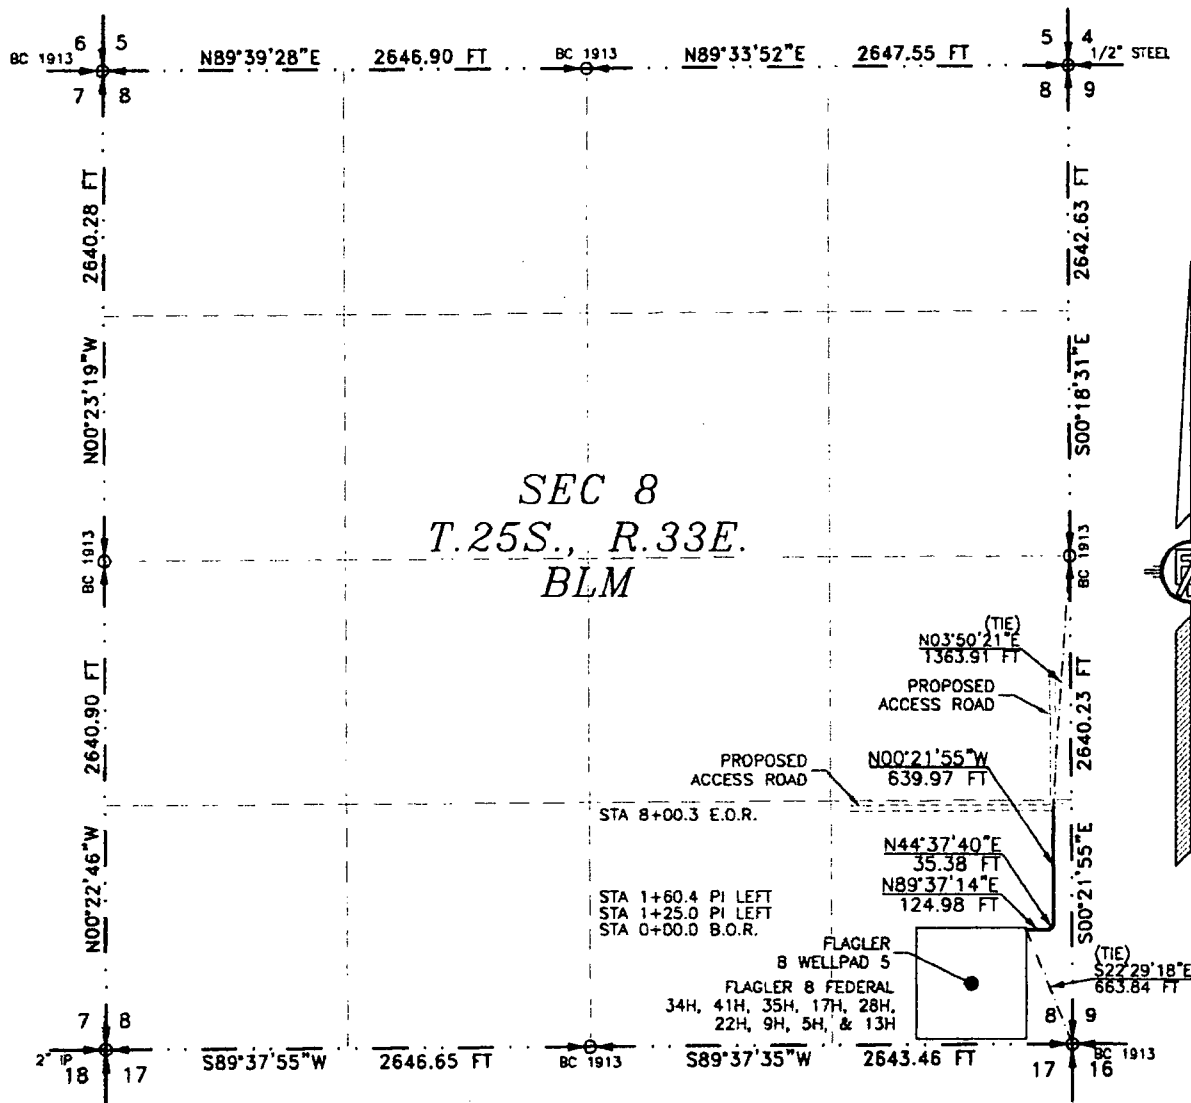 6 5
5 4
BC 1913
N89°39'28"E 2646.90 FT
BC 1913
N89°33'52"E 2647.55 FT
1/2" STEEL
7 8
8 9
2640.28 FT
2642.63 FT
N00°23'19"W
S00°18'31"E
SEC 8
T.25S., R.33E.
BLM
BC 1913
BC 1913
(TIE)
N03°50'21"E
1363.91 FT
PROPOSED
ACCESS ROAD
2640.90 FT
2640.23 FT
PROPOSED
ACCESS ROAD
N00°21'55"W
639.97 FT
STA 8+00.3 E.O.R.
N00°22'46"W
S00°21'55"E
N44°37'40"E
35.38 FT
N89°37'14"E
124.98 FT
STA 1+60.4 PI LEFT
STA 1+25.0 PI LEFT
STA 0+00.0 B.O.R.
FLAGLER
8 WELLPAD 5
(TIE)
S22°29'18"E
663.84 FT
FLAGLER 8 FEDERAL
34H, 41H, 35H, 17H, 28H,
22H, 9H, 5H, & 13H
7 8
8 9
2" IP
S89°37'55"W 2646.65 FT
BC 1913
S89°37'35"W 2643.46 FT
BC 1913
18 17
17 16